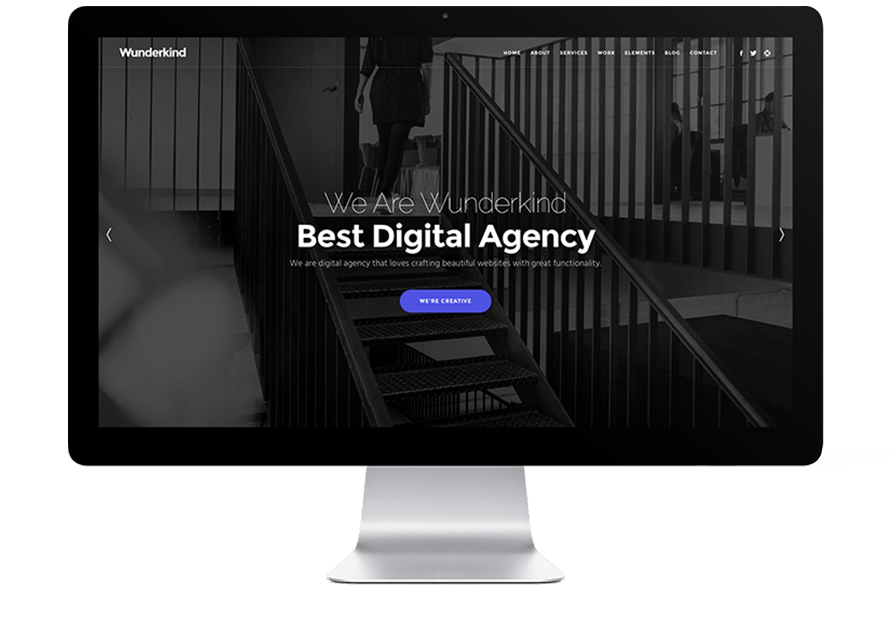 Wunderkind
HOME ABOUT SERVICES WORK ELEMENTS BLOG CONTACT
We Are Wunderkind
Best Digital Agency
We are digital agency that loves crafting beautiful websites with great functionality.
WE'RE CREATIVE